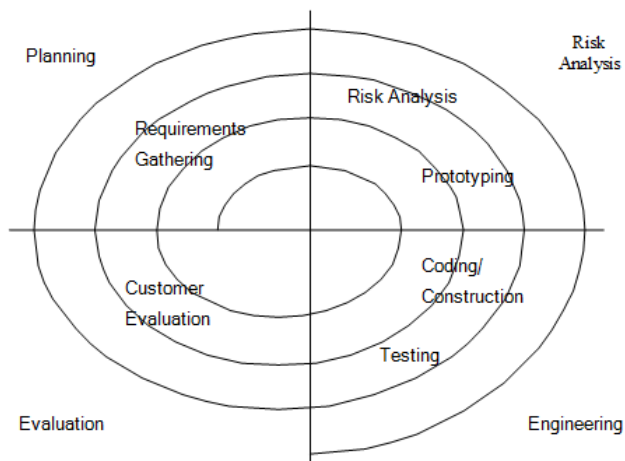 Planning
Risk
Analysis
Risk Analysis
Requirements
Gathering
Prototyping
Customer
Evaluation
Coding/
Construction
Testing
Evaluation
Engineering